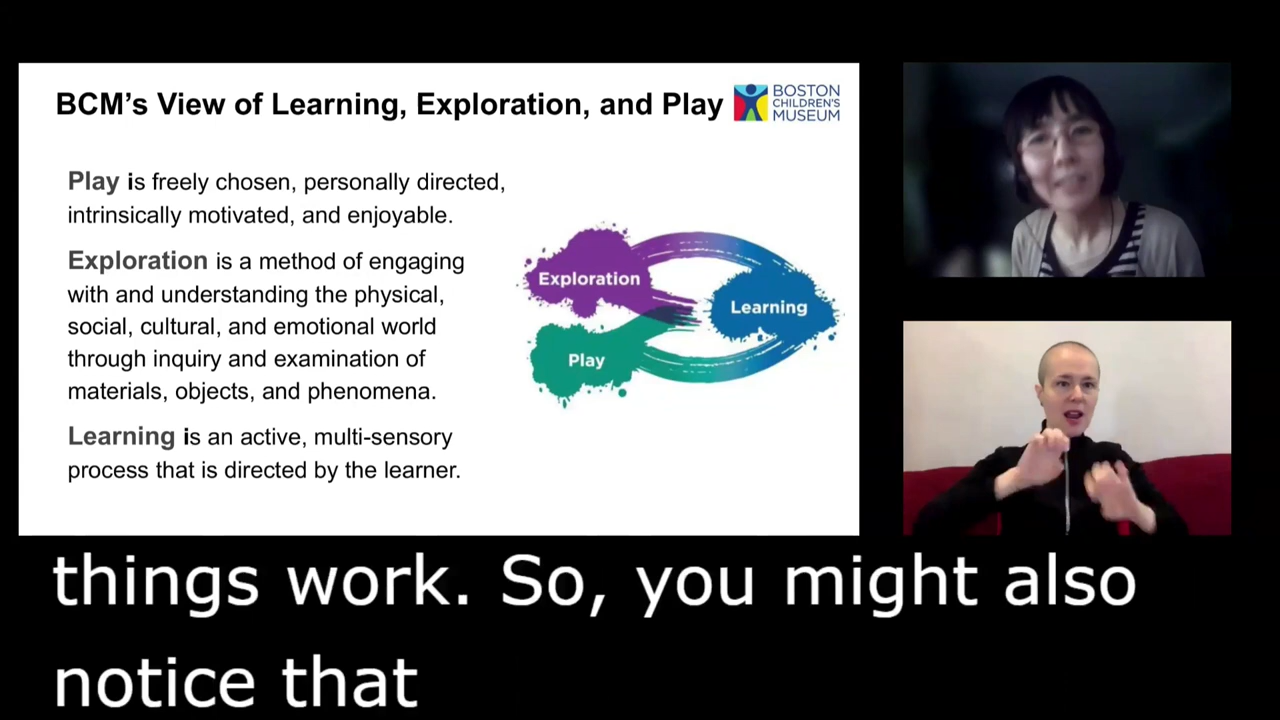 BCM's View of Learning, Exploration, and Play
BOSTON
CHILDREN'S
MUSEUM
Play is freely chosen, personally directed,
intrinsically motivated, and enjoyable.
Exploration is a method of engaging
with and understanding the physical,
social, cultural, and emotional world
through inquiry and examination of
materials, objects, and phenomena.
Learning is an active, multi-sensory
process that is directed by the learner.
Exploration
Learning
Play
things work. So, you might also
notice that